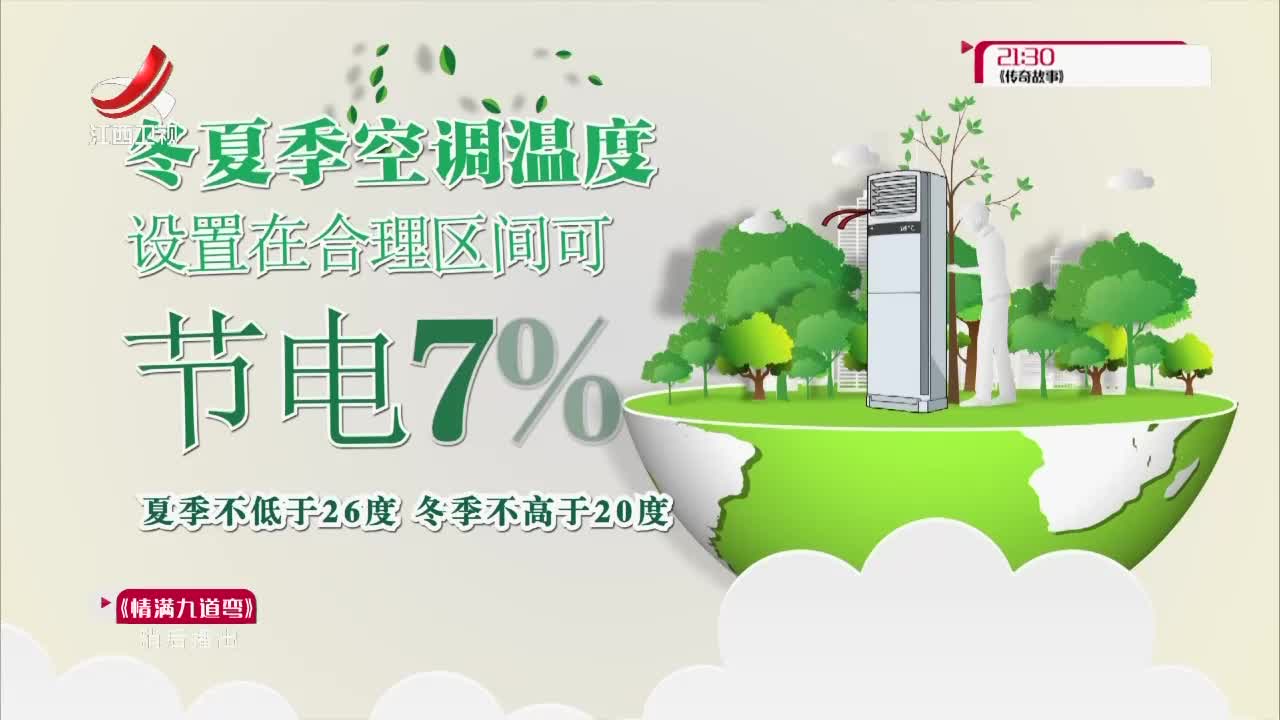 江西卫视
21:30
《传奇故事》
冬夏季空调温度
设置在合理区间可
节电7%
夏季不低于26度 冬季不高于20度
《情满九道弯》
稍后播出